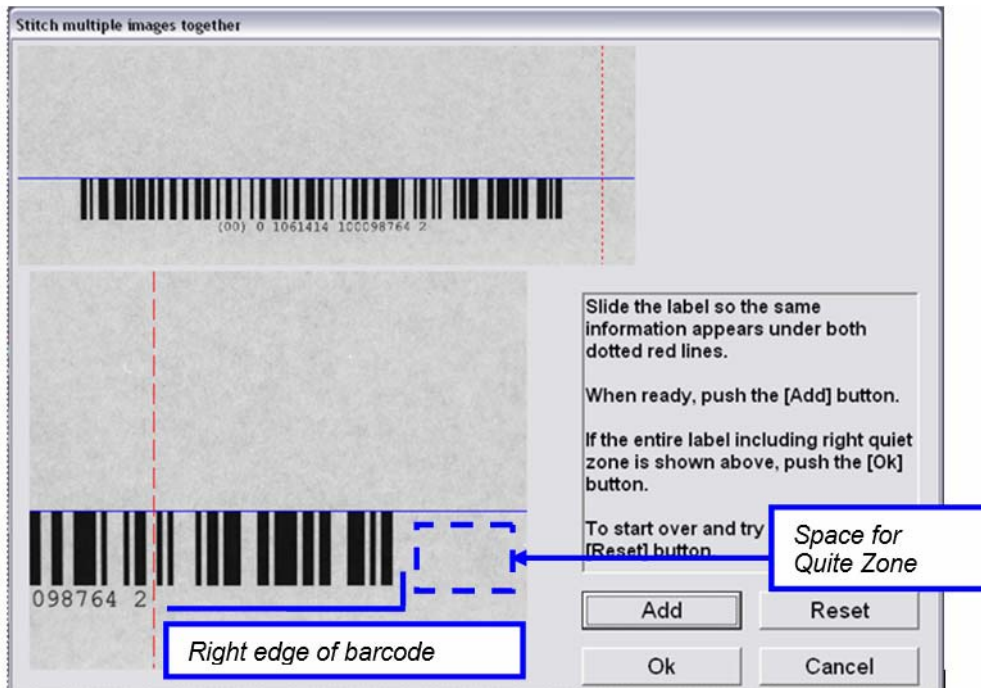 Stitch multiple images together
(00) 0 1061414 100098764 2
Slide the label so the same
information appears under both
dotted red lines.
When ready, push the [Add] button.
If the entire label including right quiet
zone is shown above, push the [Ok]
button.
To start over and try
[Reset] button.
Space for
Quite Zone
098764 2
Right edge of barcode
Add
Reset
Ok
Cancel